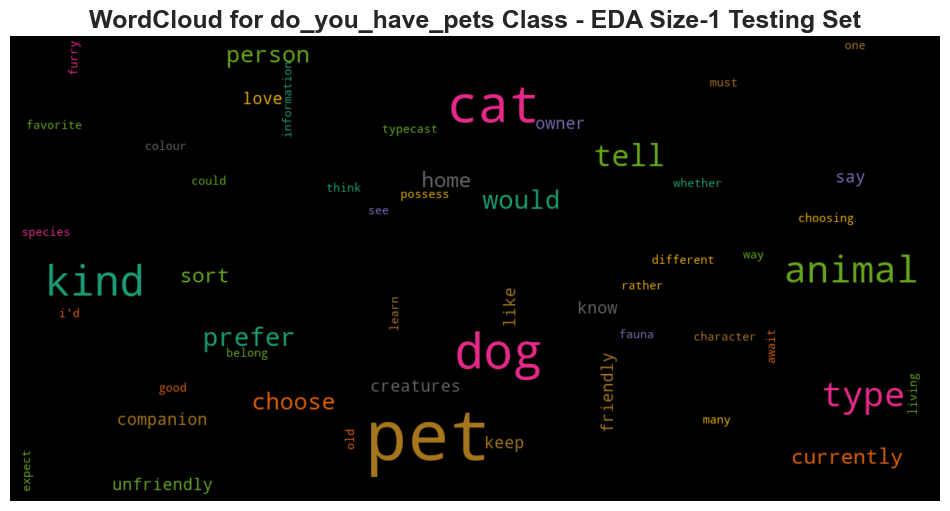 WordCloud for do_you_have_pets Class - EDA Size-1 Testing Set
furry
person
one
love
information
must
cat
favorite
typecast
owner
colour
tell
could
think
home
possess
would
whether
say
see
choosing
species
kind
sort
different
way
animal
rather
i'd
learn
like
know
prefer
belong
dog
fauna
character
await
good
choose
creatures
friendly
type
living
companion
old
pet
keep
many
currently
expect
unfriendly